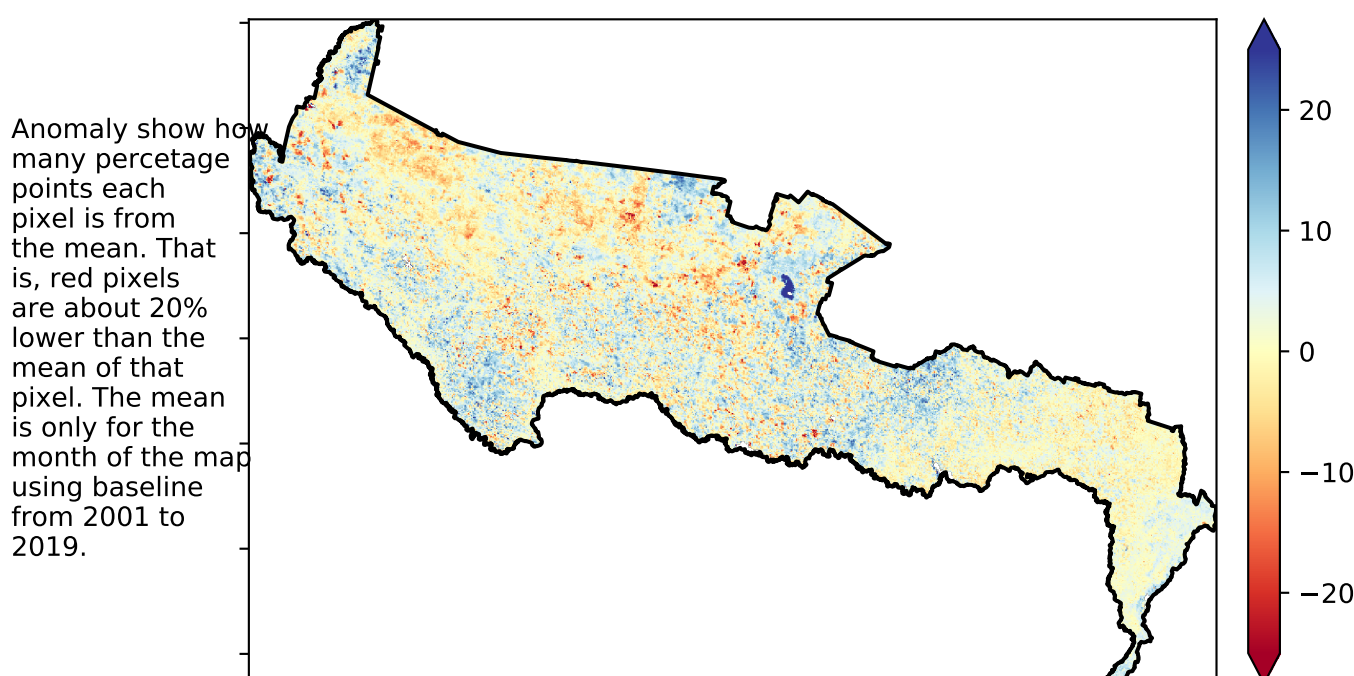 Anomaly show how
many percetage
points each
pixel is from
the mean. That
is, red pixels
are about 20%
lower than the
mean of that
pixel. The mean
is only for the
month of the map
using baseline
from 2001 to
2019.
20
10
0
−10
−20